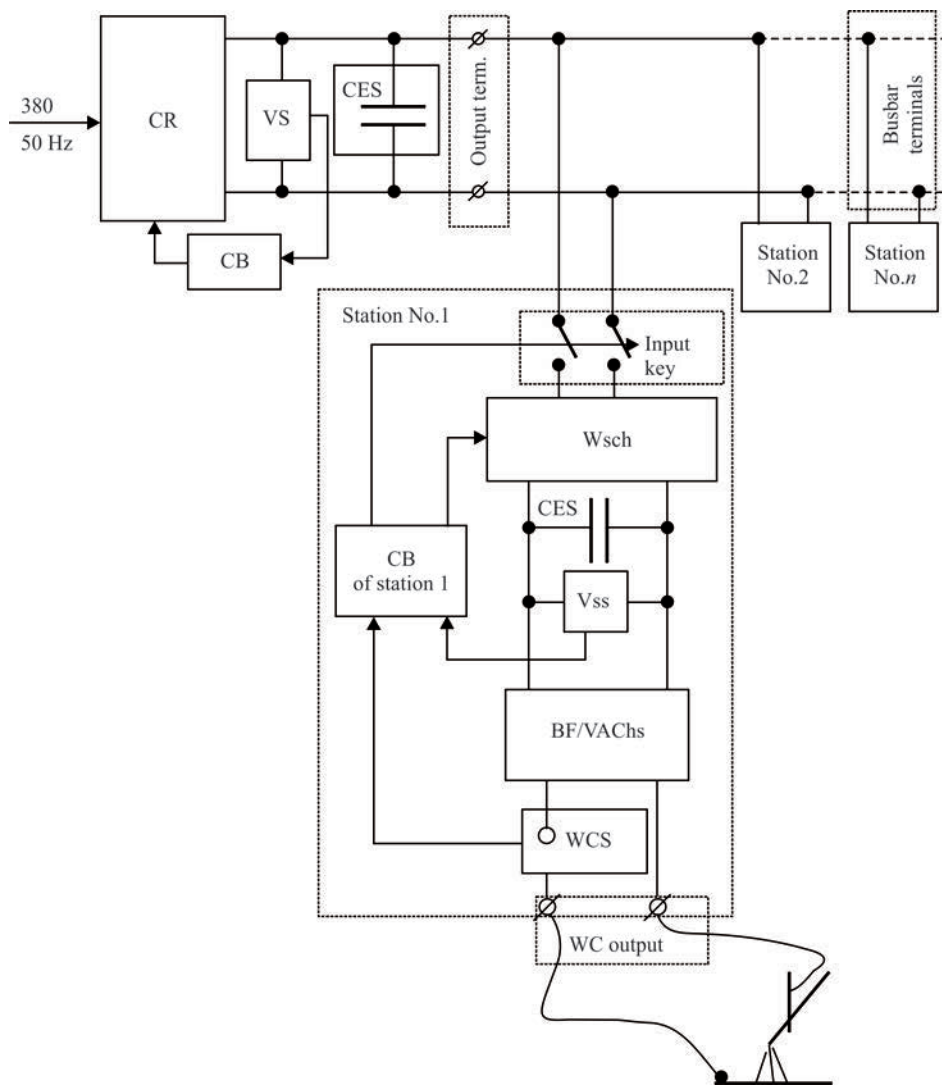 380
50 Hz
CR
VS
CES
Output term.
Busbar
terminals
CB
Station
No.2
Station
No.n
Station No.1
Input
key
Wsch
CES
CB
of station 1
Vss
BF/VAChs
WCS
WC output